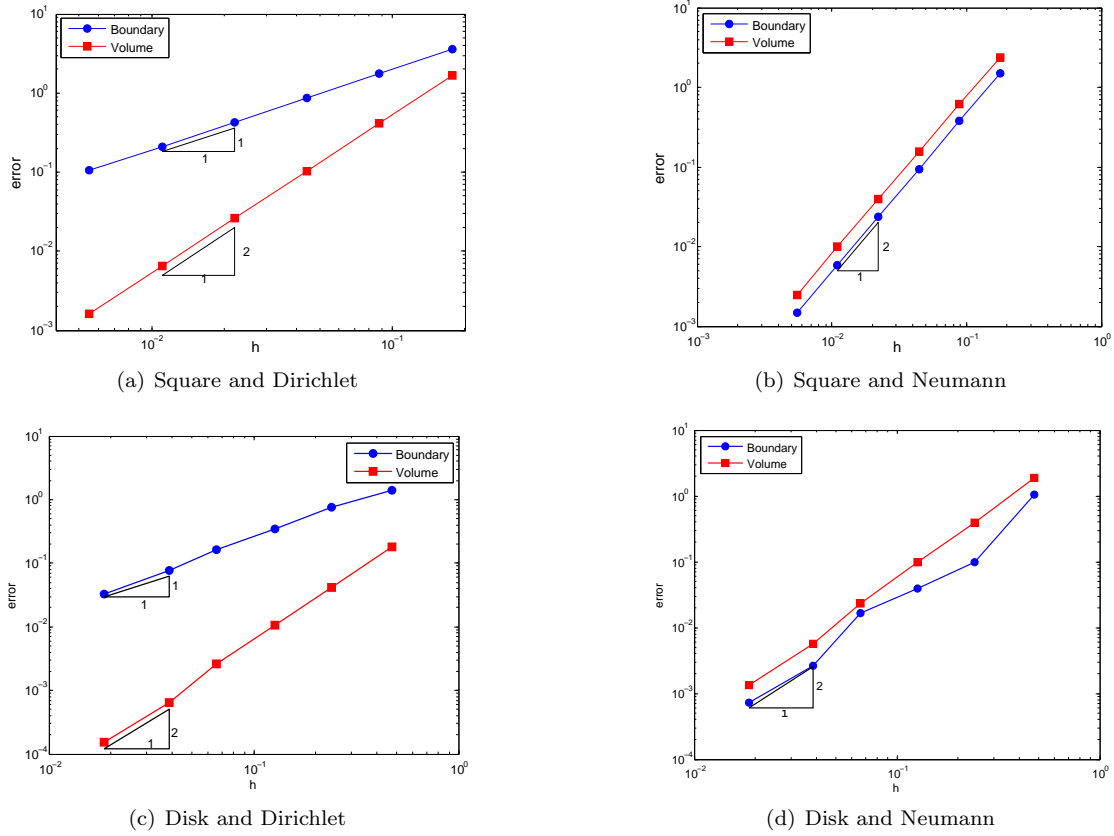 10^1
10^0
10^-1
10^-2
10^-3
error
Boundary
Volume
1
1
2
1
10^-2
10^-1
h
(a) Square and Dirichlet
10^1
10^0
10^-1
10^-2
10^-3
error
Boundary
Volume
2
1
10^-3
10^-2
10^-1
10^0
h
(b) Square and Neumann
10^1
10^0
10^-1
10^-2
10^-3
10^-4
error
Boundary
Volume
1
1
2
1
10^-2
10^-1
10^0
h
(c) Disk and Dirichlet
10^1
10^0
10^-1
10^-2
10^-3
10^-4
error
Boundary
Volume
2
1
10^-2
10^-1
10^0
h
(d) Disk and Neumann